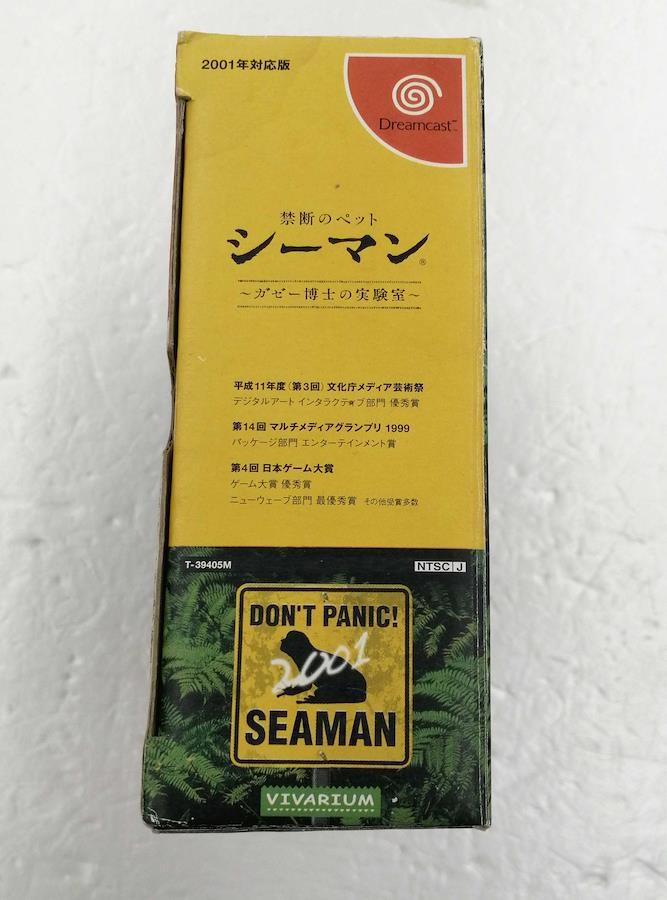 2001年対応版
Dreamcast™
禁断のペット
シーマン®
～ガゼー博士の実験室～
平成11年度（第3回）文化庁メディア芸術祭
デジタルアート インタラクティブ部門 優秀賞
第14回 マルチメディアグランプリ 1999
パッケージ部門 エンターテインメント賞
第4回 日本ゲーム大賞
ゲーム大賞 優秀賞
ニューウェーブ部門 最優秀賞 その他受賞多数
T-39405M
NTSC J
DON'T PANIC!
2001
SEAMAN
VIVARIUM